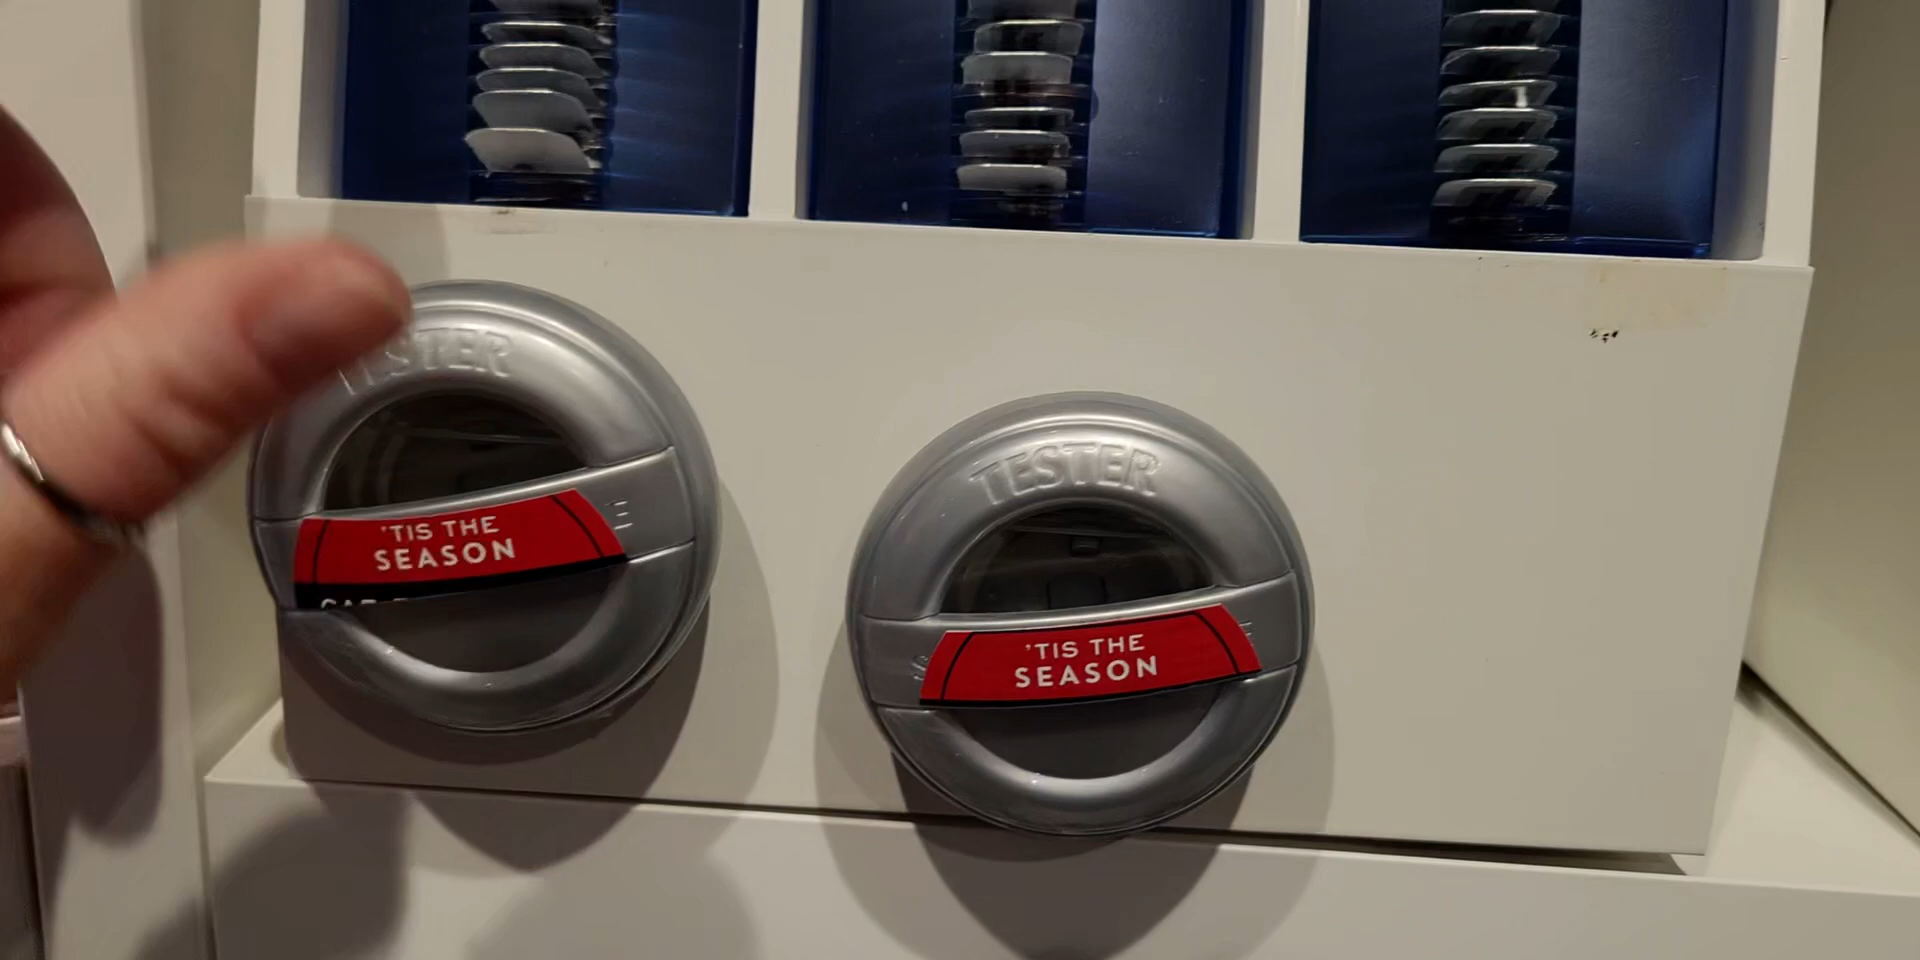 TESTER
'TIS THE
SEASON
E
TESTER
'TIS THE
SEASON
S
E